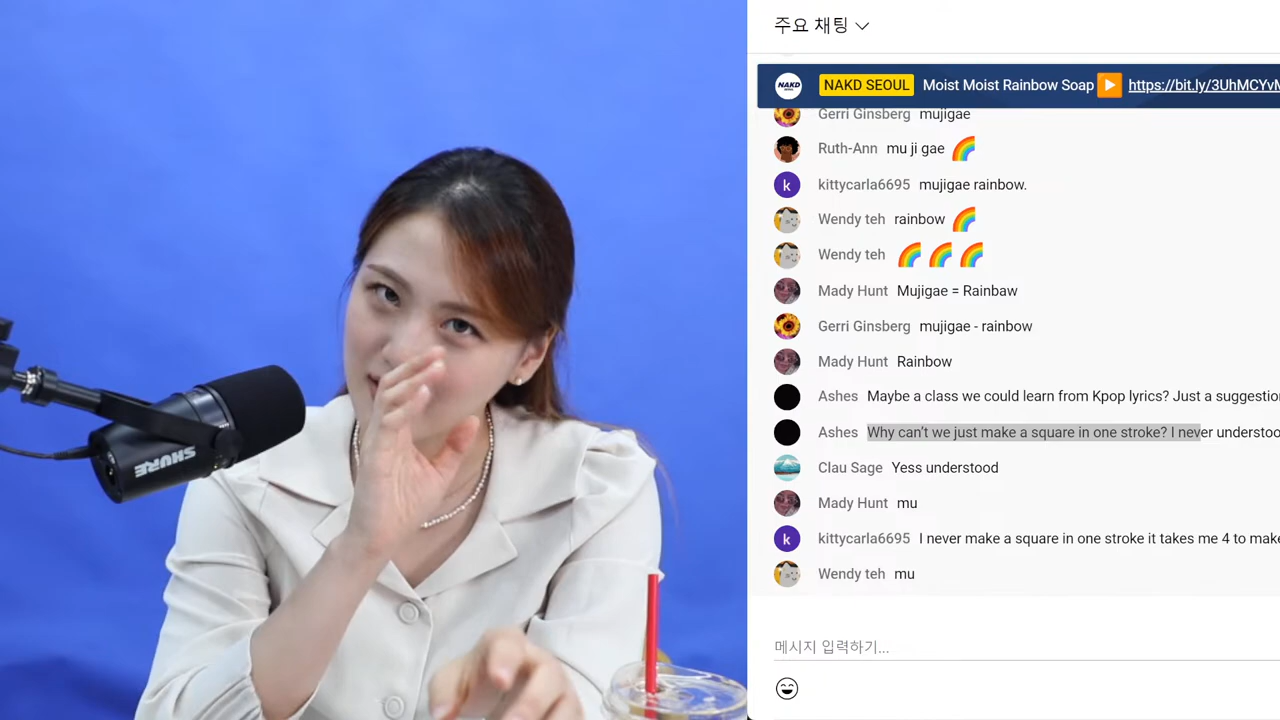 주요 채팅
NAKD SEOUL NAKD SEOUL Moist Moist Rainbow Soap https://bit.ly/3UhMCYvM
Gerri Ginsberg mujigae
Ruth-Ann mu ji gae
k kittycarla6695 mujigae rainbow.
Wendy teh rainbow
Wendy teh
Mady Hunt Mujigae = Rainbaw
Gerri Ginsberg mujigae - rainbow
Mady Hunt Rainbow
Ashes Maybe a class we could learn from Kpop lyrics? Just a suggestion
Ashes Why can't we just make a square in one stroke? I never understoo
Clau Sage Yess understood
Mady Hunt mu
k kittycarla6695 I never make a square in one stroke it takes me 4 to make
Wendy teh mu
메시지 입력하기...
SHURE